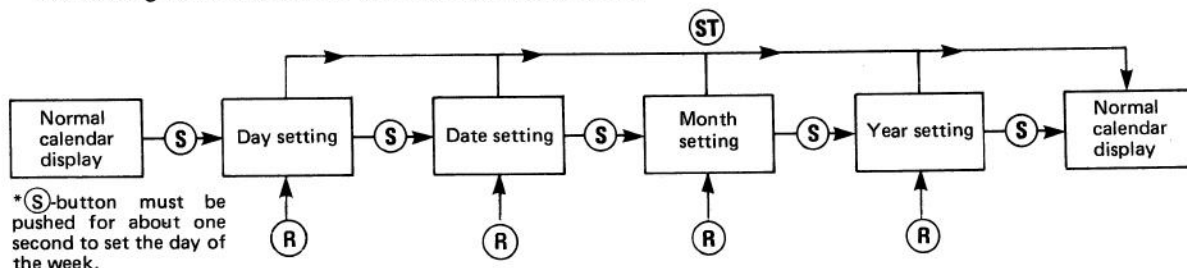 ST
Normal
calendar
display
S
Day setting
S
Date setting
S
Month
setting
S
Year setting
S
Normal
calendar
display
*S-button must be
pushed for about one
second to set the day of
the week.
R
R
R
R